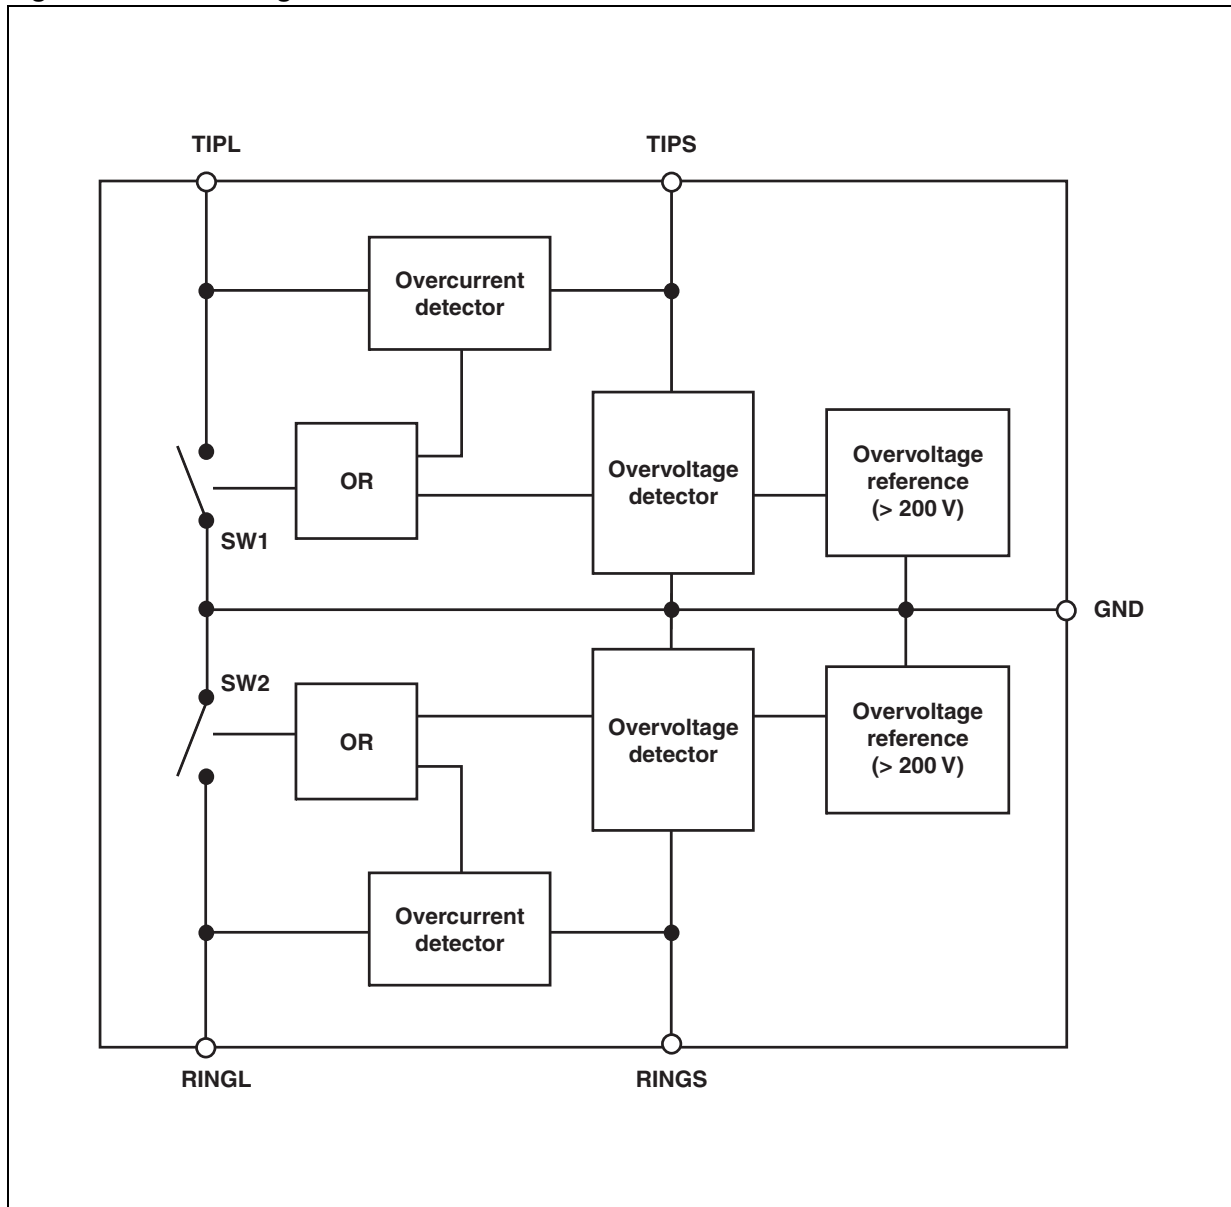 TIPL
TIPS
Overcurrent
detector
OR
Overvoltage
detector
Overvoltage
reference
(> 200 V)
SW1
GND
SW2
OR
Overvoltage
detector
Overvoltage
reference
(> 200 V)
Overcurrent
detector
RINGL
RINGS